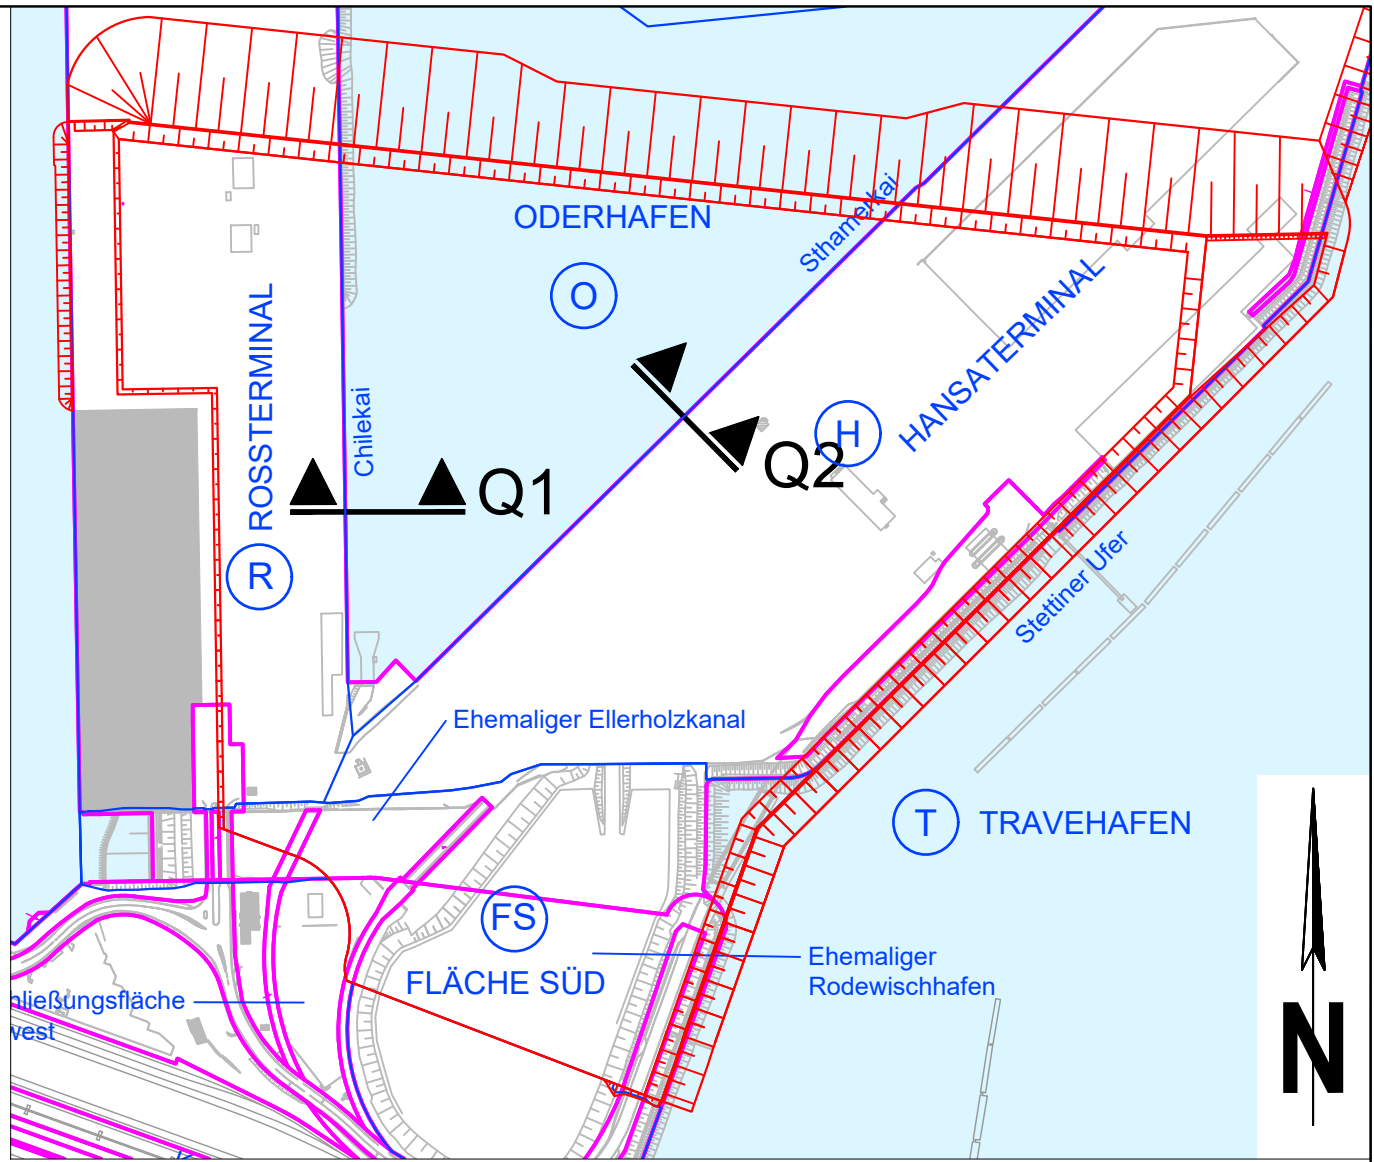 ODERHAFEN
O
Sthamerkai
HANSATERMINAL
H
ROSSTERMINAL
R
Chilekai
Q1
Q2
Stettiner Ufer
Ehemaliger Ellerholzkanal
T
TRAVEHAFEN
FS
FLÄCHE SÜD
Ehemaliger
Rodewischhafen
hließungsfläche
west
N